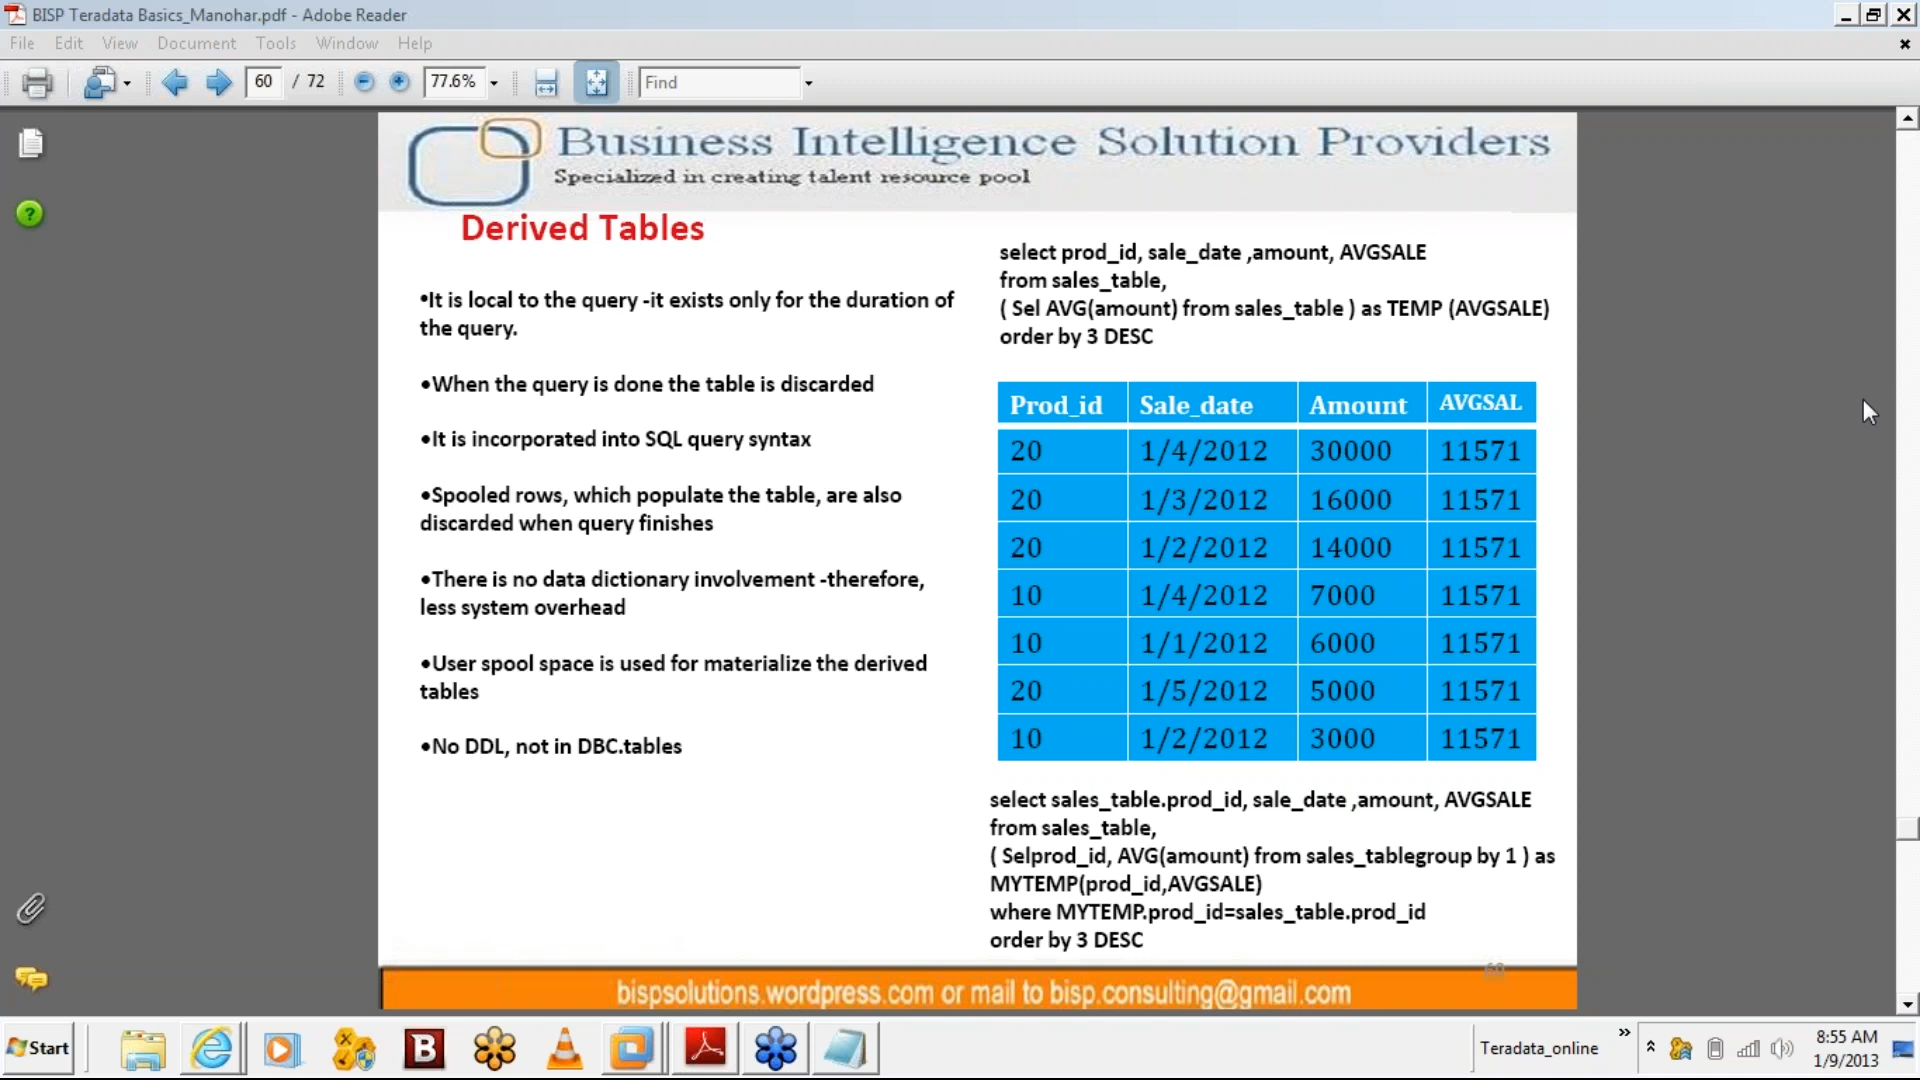 BISP Teradata Basics_Manohar.pdf - Adobe Reader
File Edit View Document Tools Window Help
60 / 72 77.6% Find
Business Intelligence Solution Providers
Specialized in creating talent resource pool
Derived Tables
•It is local to the query -it exists only for the duration of
the query.
•When the query is done the table is discarded
•It is incorporated into SQL query syntax
•Spooled rows, which populate the table, are also
discarded when query finishes
•There is no data dictionary involvement -therefore,
less system overhead
•User spool space is used for materialize the derived
tables
•No DDL, not in DBC.tables
select prod_id, sale_date ,amount, AVGSALE
from sales_table,
( Sel AVG(amount) from sales_table ) as TEMP (AVGSALE)
order by 3 DESC
Prod_id Sale_date Amount AVGSAL
20 1/4/2012 30000 11571
20 1/3/2012 16000 11571
20 1/2/2012 14000 11571
10 1/4/2012 7000 11571
10 1/1/2012 6000 11571
20 1/5/2012 5000 11571
10 1/2/2012 3000 11571
select sales_table.prod_id, sale_date ,amount, AVGSALE
from sales_table,
( Selprod_id, AVG(amount) from sales_tablegroup by 1 ) as
MYTEMP(prod_id,AVGSALE)
where MYTEMP.prod_id=sales_table.prod_id
order by 3 DESC
60
bispsolutions.wordpress.com or mail to bisp.consulting@gmail.com
Start
B
Teradata_online
8:55 AM
1/9/2013